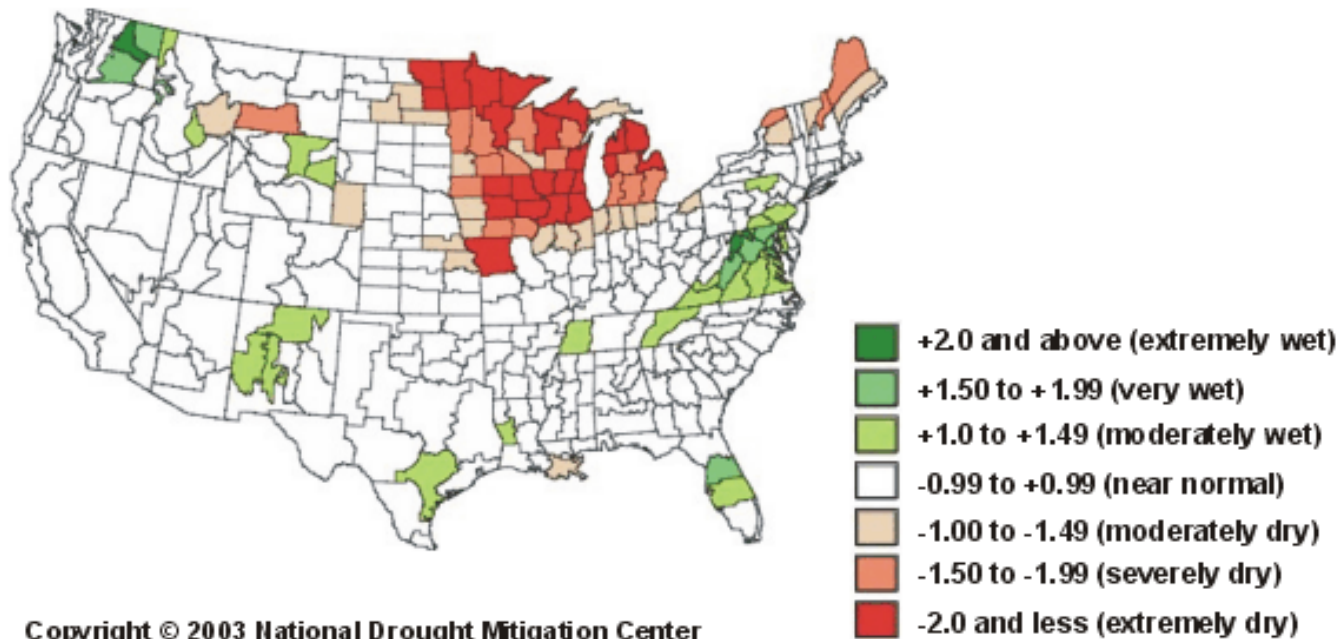 +2.0 and above (extremely wet)
+1.50 to +1.99 (very wet)
+1.0 to +1.49 (moderately wet)
-0.99 to +0.99 (near normal)
-1.00 to -1.49 (moderately dry)
-1.50 to -1.99 (severely dry)
-2.0 and less (extremely dry)
Copyright © 2003 National Drought Mitigation Center